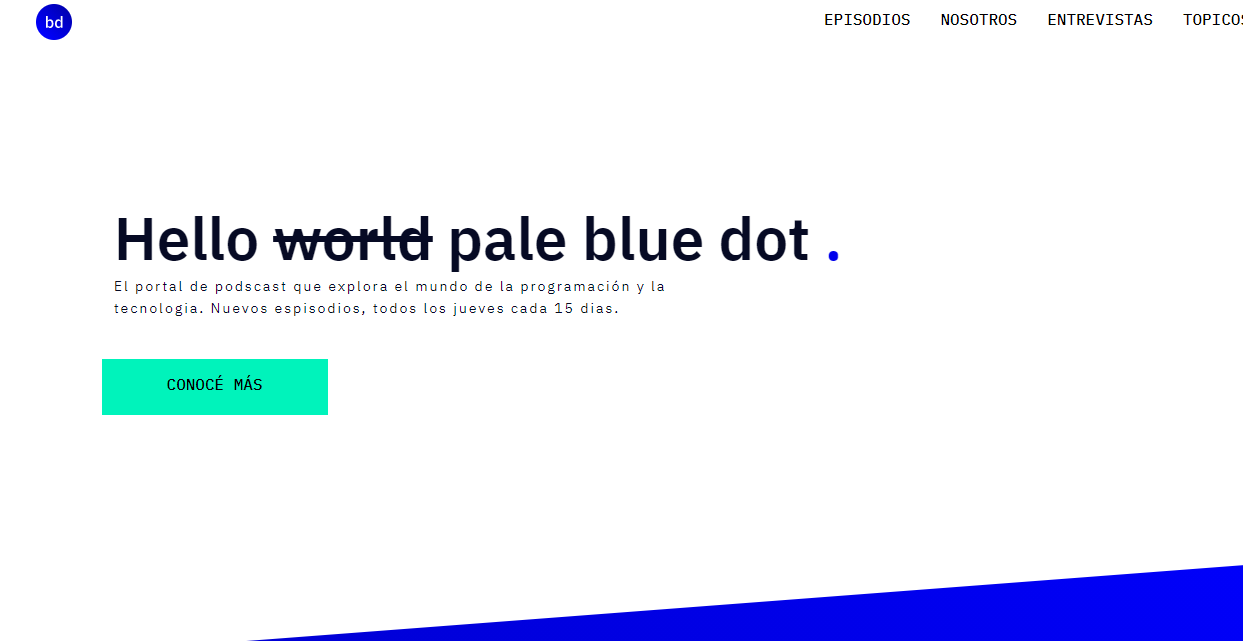 bd
EPISODIOS NOSOTROS ENTREVISTAS TOPICOS
Hello world pale blue dot .
El portal de podscast que explora el mundo de la programación y la
tecnologia. Nuevos espisodios, todos los jueves cada 15 dias.
CONOCÉ MÁS